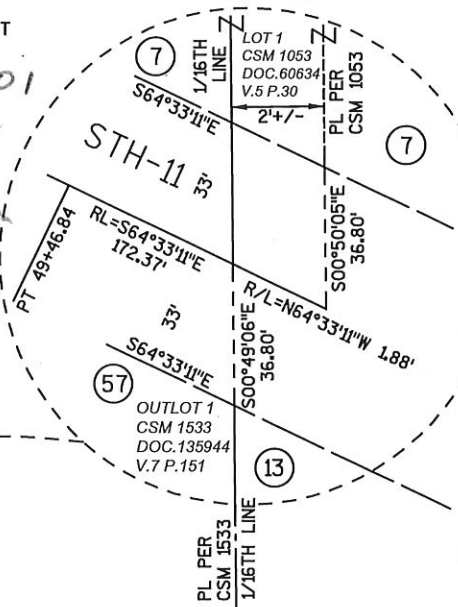 T
01
7
1/16TH
LINE
LOT 1
CSM 1053
DOC.60634
V.5 P.30
2'+/-
PL PER
CSM 1053
7
S64°33'11"E
STH-11
33'
PT 49+46.84
RL=S64°33'11"E
172.37'
S00°50'05"E
36.80'
R/L=N64°33'11"W 1.88'
33'
S00°49'06"E
36.80'
S64°33'11"E
57
OUTLOT 1
CSM 1533
DOC.135944
V.7 P.151
13
PL PER
CSM 1533
1/16TH LINE